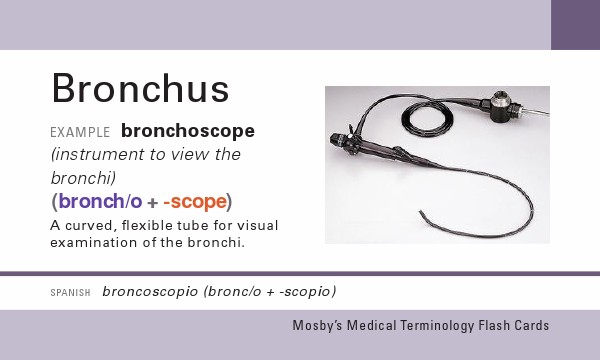 Bronchus
EXAMPLE bronchoscope
(instrument to view the
bronchi)
(bronch/o + -scope)
A curved, flexible tube for visual
examination of the bronchi.
SPANISH broncoscopio (bronc/o + -scopio)
Mosby's Medical Terminology Flash Cards